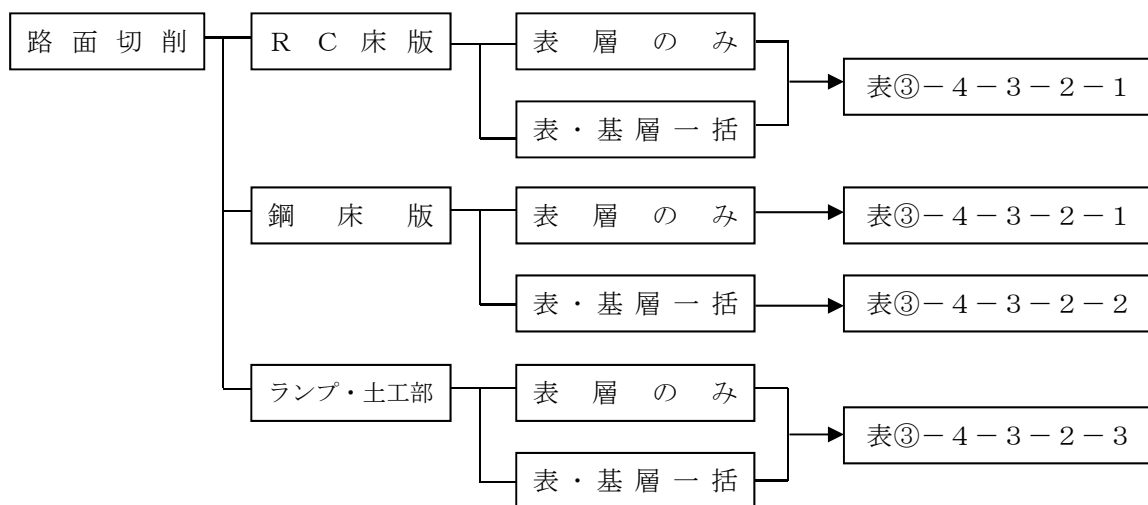 路面切削
ＲＣ床版
表層のみ
表・基層一括
表③－４－３－２－１
鋼床版
表層のみ
表③－４－３－２－１
表・基層一括
表③－４－３－２－２
ランプ・土工部
表層のみ
表・基層一括
表③－４－３－２－３